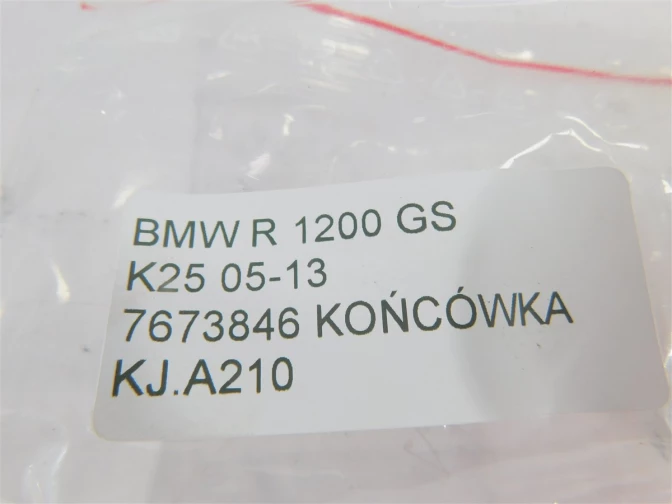 BMW R 1200 GS
K25 05-13
7673846 KOŃCÓWKA
KJ.A210